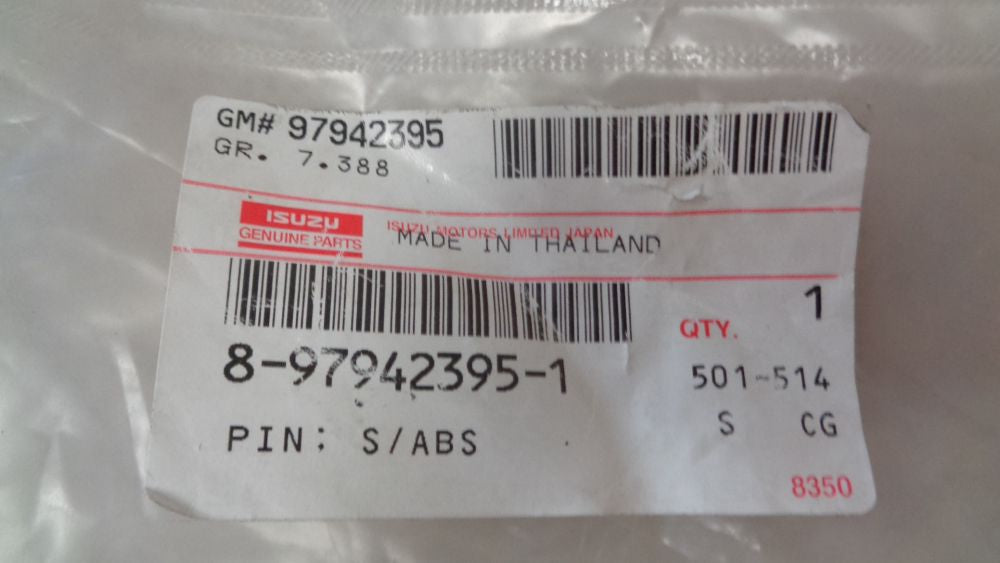 GM# 97942395
GR. 7.388
ISUZU
GENUINE PARTS
ISUZU MOTORS LIMITED JAPAN
MADE IN THAILAND
1
QTY.
8-97942395-1
501-514
PIN; S/ABS
S CG
8350